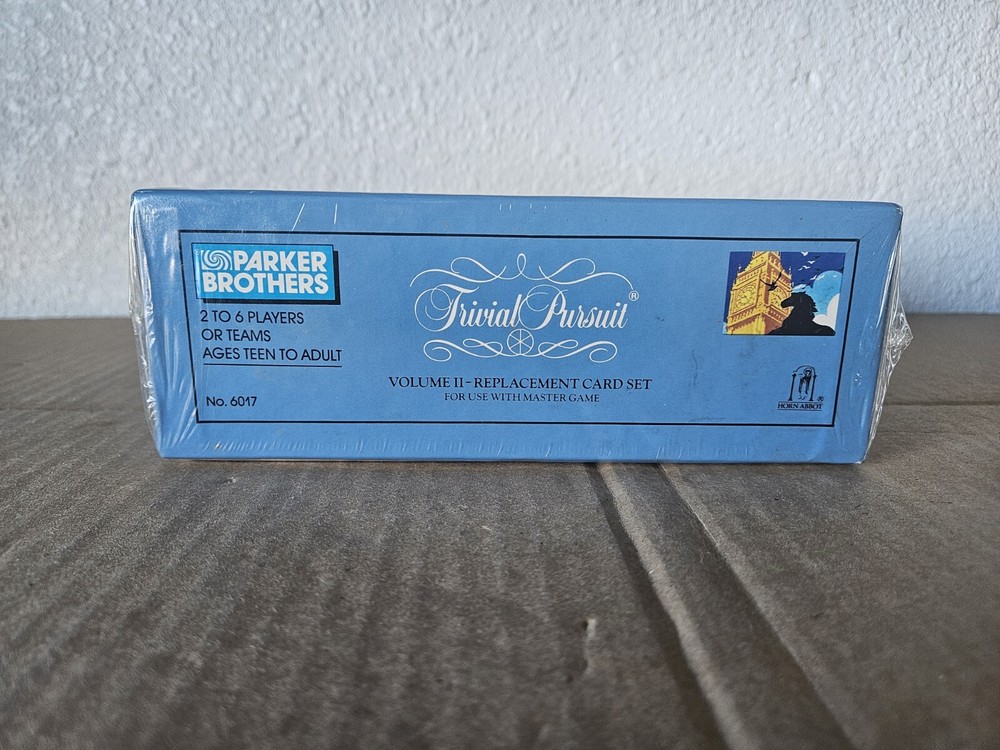 PARKER
BROTHERS
2 TO 6 PLAYERS
OR TEAMS
AGES TEEN TO ADULT
No. 6017
Trivial Pursuit®
VOLUME II - REPLACEMENT CARD SET
FOR USE WITH MASTER GAME
HORN ABBOT ®